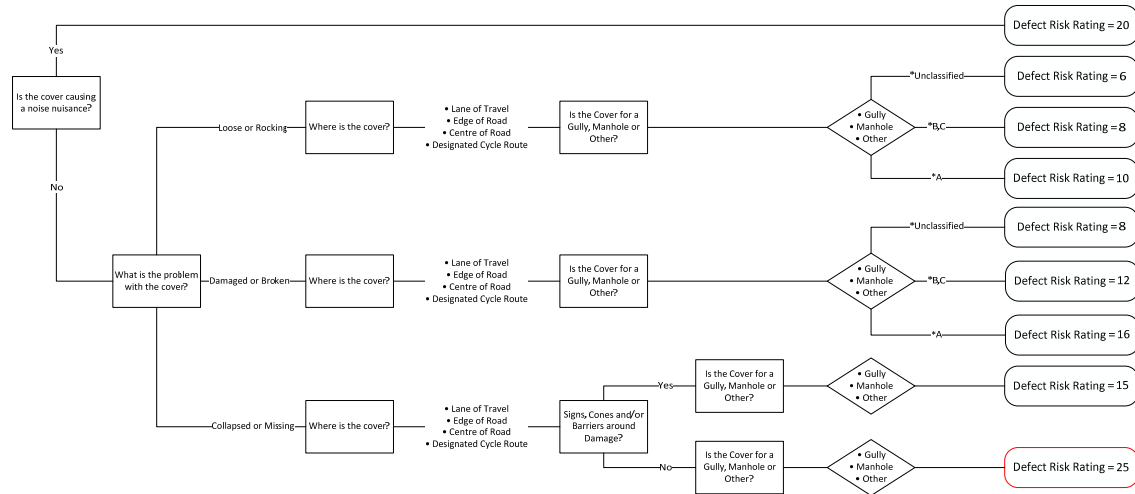 Defect Risk Rating = 20
Yes
Is the cover causing
a noise nuisance?
No
What is the problem
with the cover?
Loose or Rocking
Where is the cover?
• Lane of Travel
• Edge of Road
• Centre of Road
• Designated Cycle Route
Is the Cover for a
Gully, Manhole or
Other?
• Gully
• Manhole
• Other
*Unclassified
Defect Risk Rating = 6
*B,C
Defect Risk Rating = 8
*A
Defect Risk Rating = 10
Damaged or Broken
Where is the cover?
• Lane of Travel
• Edge of Road
• Centre of Road
• Designated Cycle Route
Is the Cover for a
Gully, Manhole or
Other?
• Gully
• Manhole
• Other
*Unclassified
Defect Risk Rating = 8
*B,C
Defect Risk Rating = 12
*A
Defect Risk Rating = 16
Collapsed or Missing
Where is the cover?
• Lane of Travel
• Edge of Road
• Centre of Road
• Designated Cycle Route
Signs, Cones and/or
Barriers around
Damage?
Yes
Is the Cover for a
Gully, Manhole or
Other?
• Gully
• Manhole
• Other
Defect Risk Rating = 15
No
Is the Cover for a
Gully, Manhole or
Other?
• Gully
• Manhole
• Other
Defect Risk Rating = 25